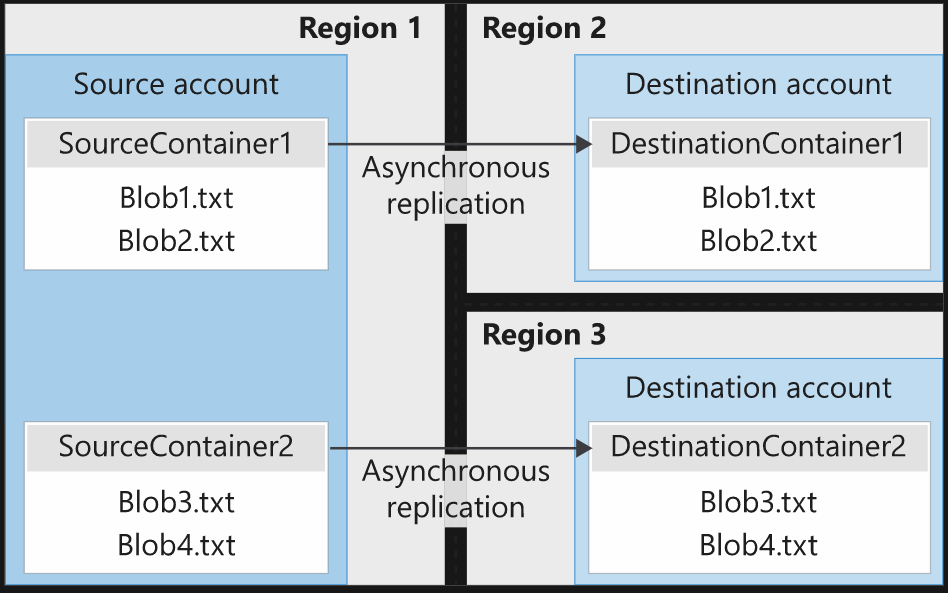 Region 1
Source account
SourceContainer1
Blob1.txt
Blob2.txt
SourceContainer2
Blob3.txt
Blob4.txt
Asynchronous
replication
Asynchronous
replication
Region 2
Destination account
DestinationContainer1
Blob1.txt
Blob2.txt
Region 3
Destination account
DestinationContainer2
Blob3.txt
Blob4.txt